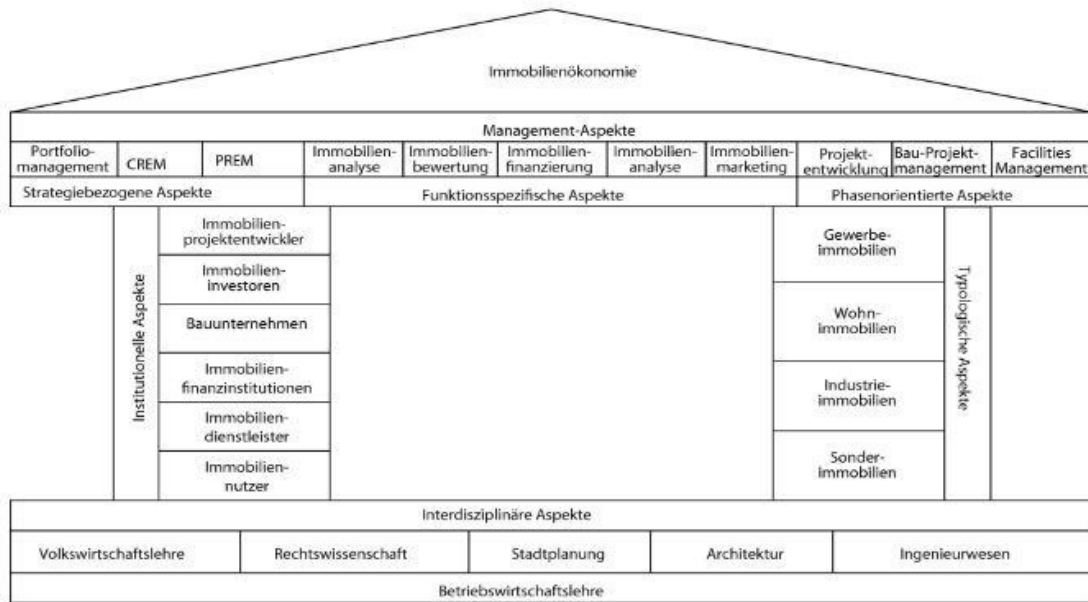 Immobilienökonomie
Management-Aspekte
Portfolio-
management
CREM
PREM
Immobilien-
analyse
Immobilien-
bewertung
Immobilien-
finanzierung
Immobilien-
analyse
Immobilien-
marketing
Projekt-
entwicklung
Bau-Projekt-
management
Facilities
Management
Strategiebezogene Aspekte
Funktionsspezifische Aspekte
Phasenorientierte Aspekte
Institutionelle Aspekte
Immobilien-
projektentwickler
Immobilien-
investoren
Bauunternehmen
Immobilien-
finanzinstitutionen
Immobilien-
dienstleister
Immobilien-
nutzer
Gewerbe-
immobilien
Wohn-
immobilien
Industrie-
immobilien
Sonder-
immobilien
Typologische Aspekte
Interdisziplinäre Aspekte
Volkswirtschaftslehre
Rechtswissenschaft
Stadtplanung
Architektur
Ingenieurwesen
Betriebswirtschaftslehre